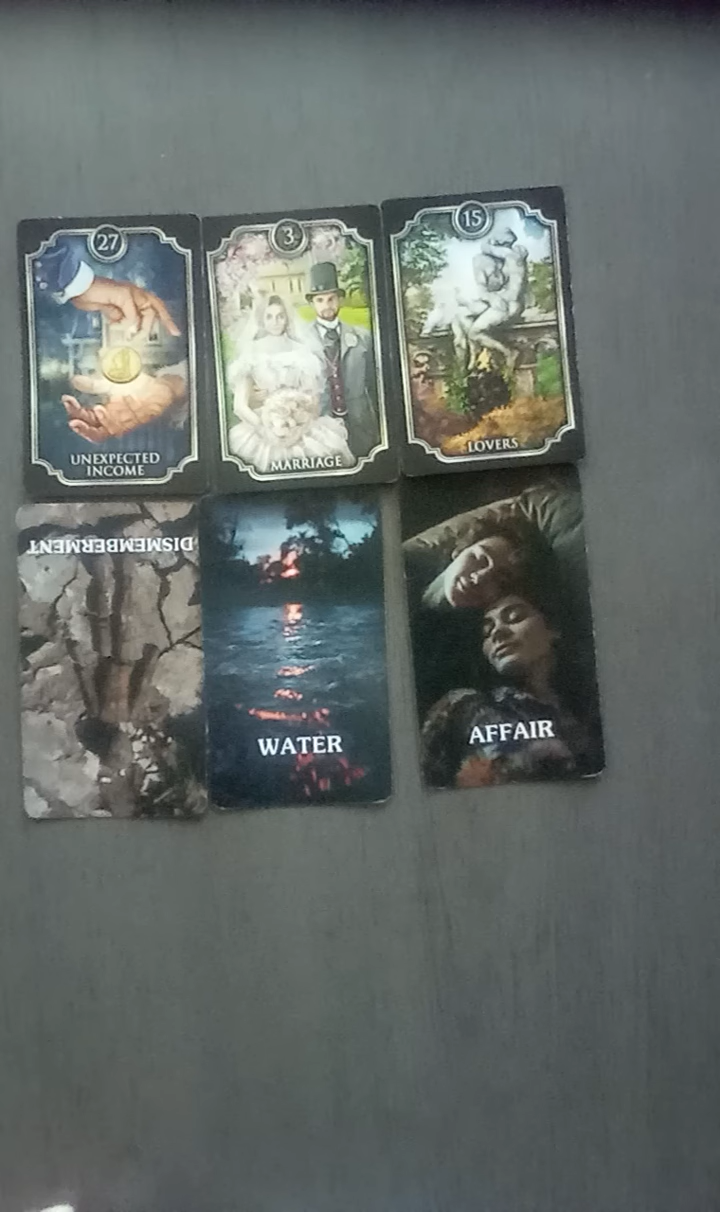 27
UNEXPECTED
INCOME
3
MARRIAGE
15
LOVERS
DISMEMBERMENT
WATER
AFFAIR